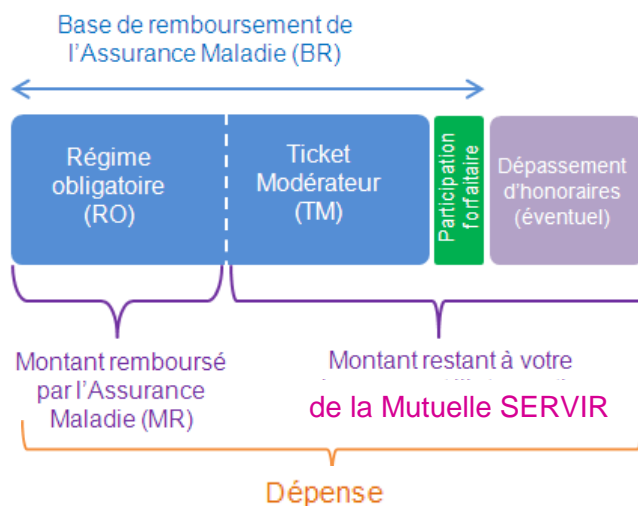 Base de remboursement de
l'Assurance Maladie (BR)
Régime
obligatoire
(RO)
Ticket
Modérateur
(TM)
Participation
forfaitaire
Dépassement
d'honoraires
(éventuel)
Montant remboursé
par l'Assurance
Maladie (MR)
Montant restant à votre
de la Mutuelle SERVIR
Dépense